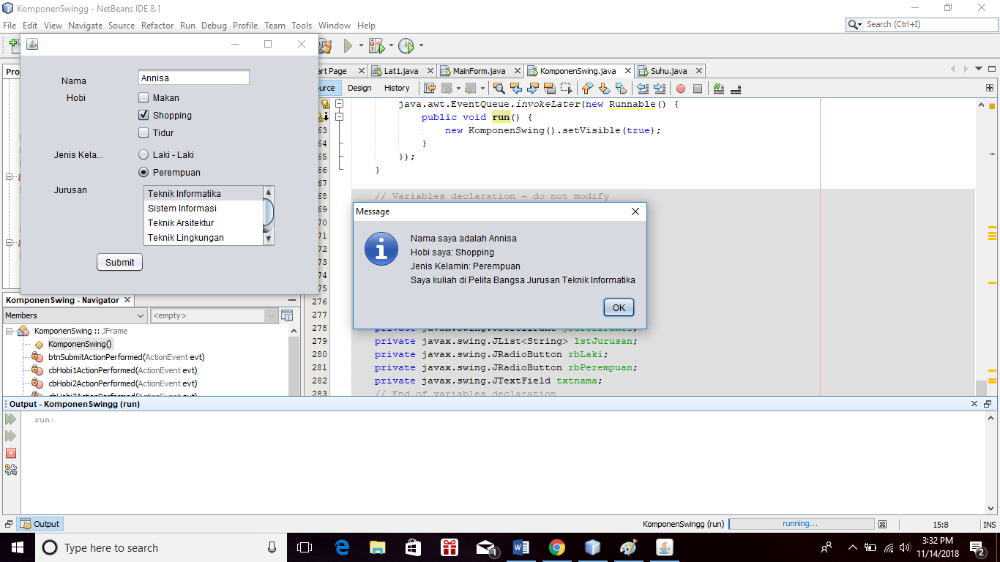 KomponenSwingg - NetBeans IDE 8.1
File Edit View Navigate Source Refactor Run Debug Profile Team Tools Window Help
Search (Ctrl+I)
Nama
Annisa
Hobi
Makan
Shopping
Tidur
Jenis Kela...
Laki - Laki
Perempuan
Jurusan
Teknik Informatika
Sistem Informasi
Teknik Arsitektur
Teknik Lingkungan
Submit
Page Lat1.java MainForm.java KomponenSwing.java Suhu.java
Design History
java.awt.EventQueue.invokeLater(new Runnable() {
public void run() {
63 new KomponenSwing().setVisible(true);
64 }
65 });
66 }
67
68 // Variables declaration - do not modify
69
70
71
72
73
74
75
276
277
278 private
279 private javax.swing.JList<String> lstJurusan;
280 private javax.swing.JRadioButton rbLaki;
281 private javax.swing.JRadioButton rbPerempuan;
282 private javax.swing.JTextField txtnama;
283 // End of variables declaration
Message
Nama saya adalah Annisa
Hobi saya: Shopping
Jenis Kelamin: Perempuan
Saya kuliah di Pelita Bangsa Jurusan Teknik Informatika
OK
KomponenSwing - Navigator
Members
<empty>
KomponenSwing :: JFrame
KomponenSwing()
btnSubmitActionPerformed(ActionEvent evt)
cbHobi1ActionPerformed(ActionEvent evt)
cbHobi2ActionPerformed(ActionEvent evt)
cbHobi3ActionPerformed(ActionEvent evt)
Output - KomponenSwingg (run)
run:
Output
KomponenSwingg (run)
running...
15:8
INS
Type here to search
1
3:32 PM
11/14/2018
2